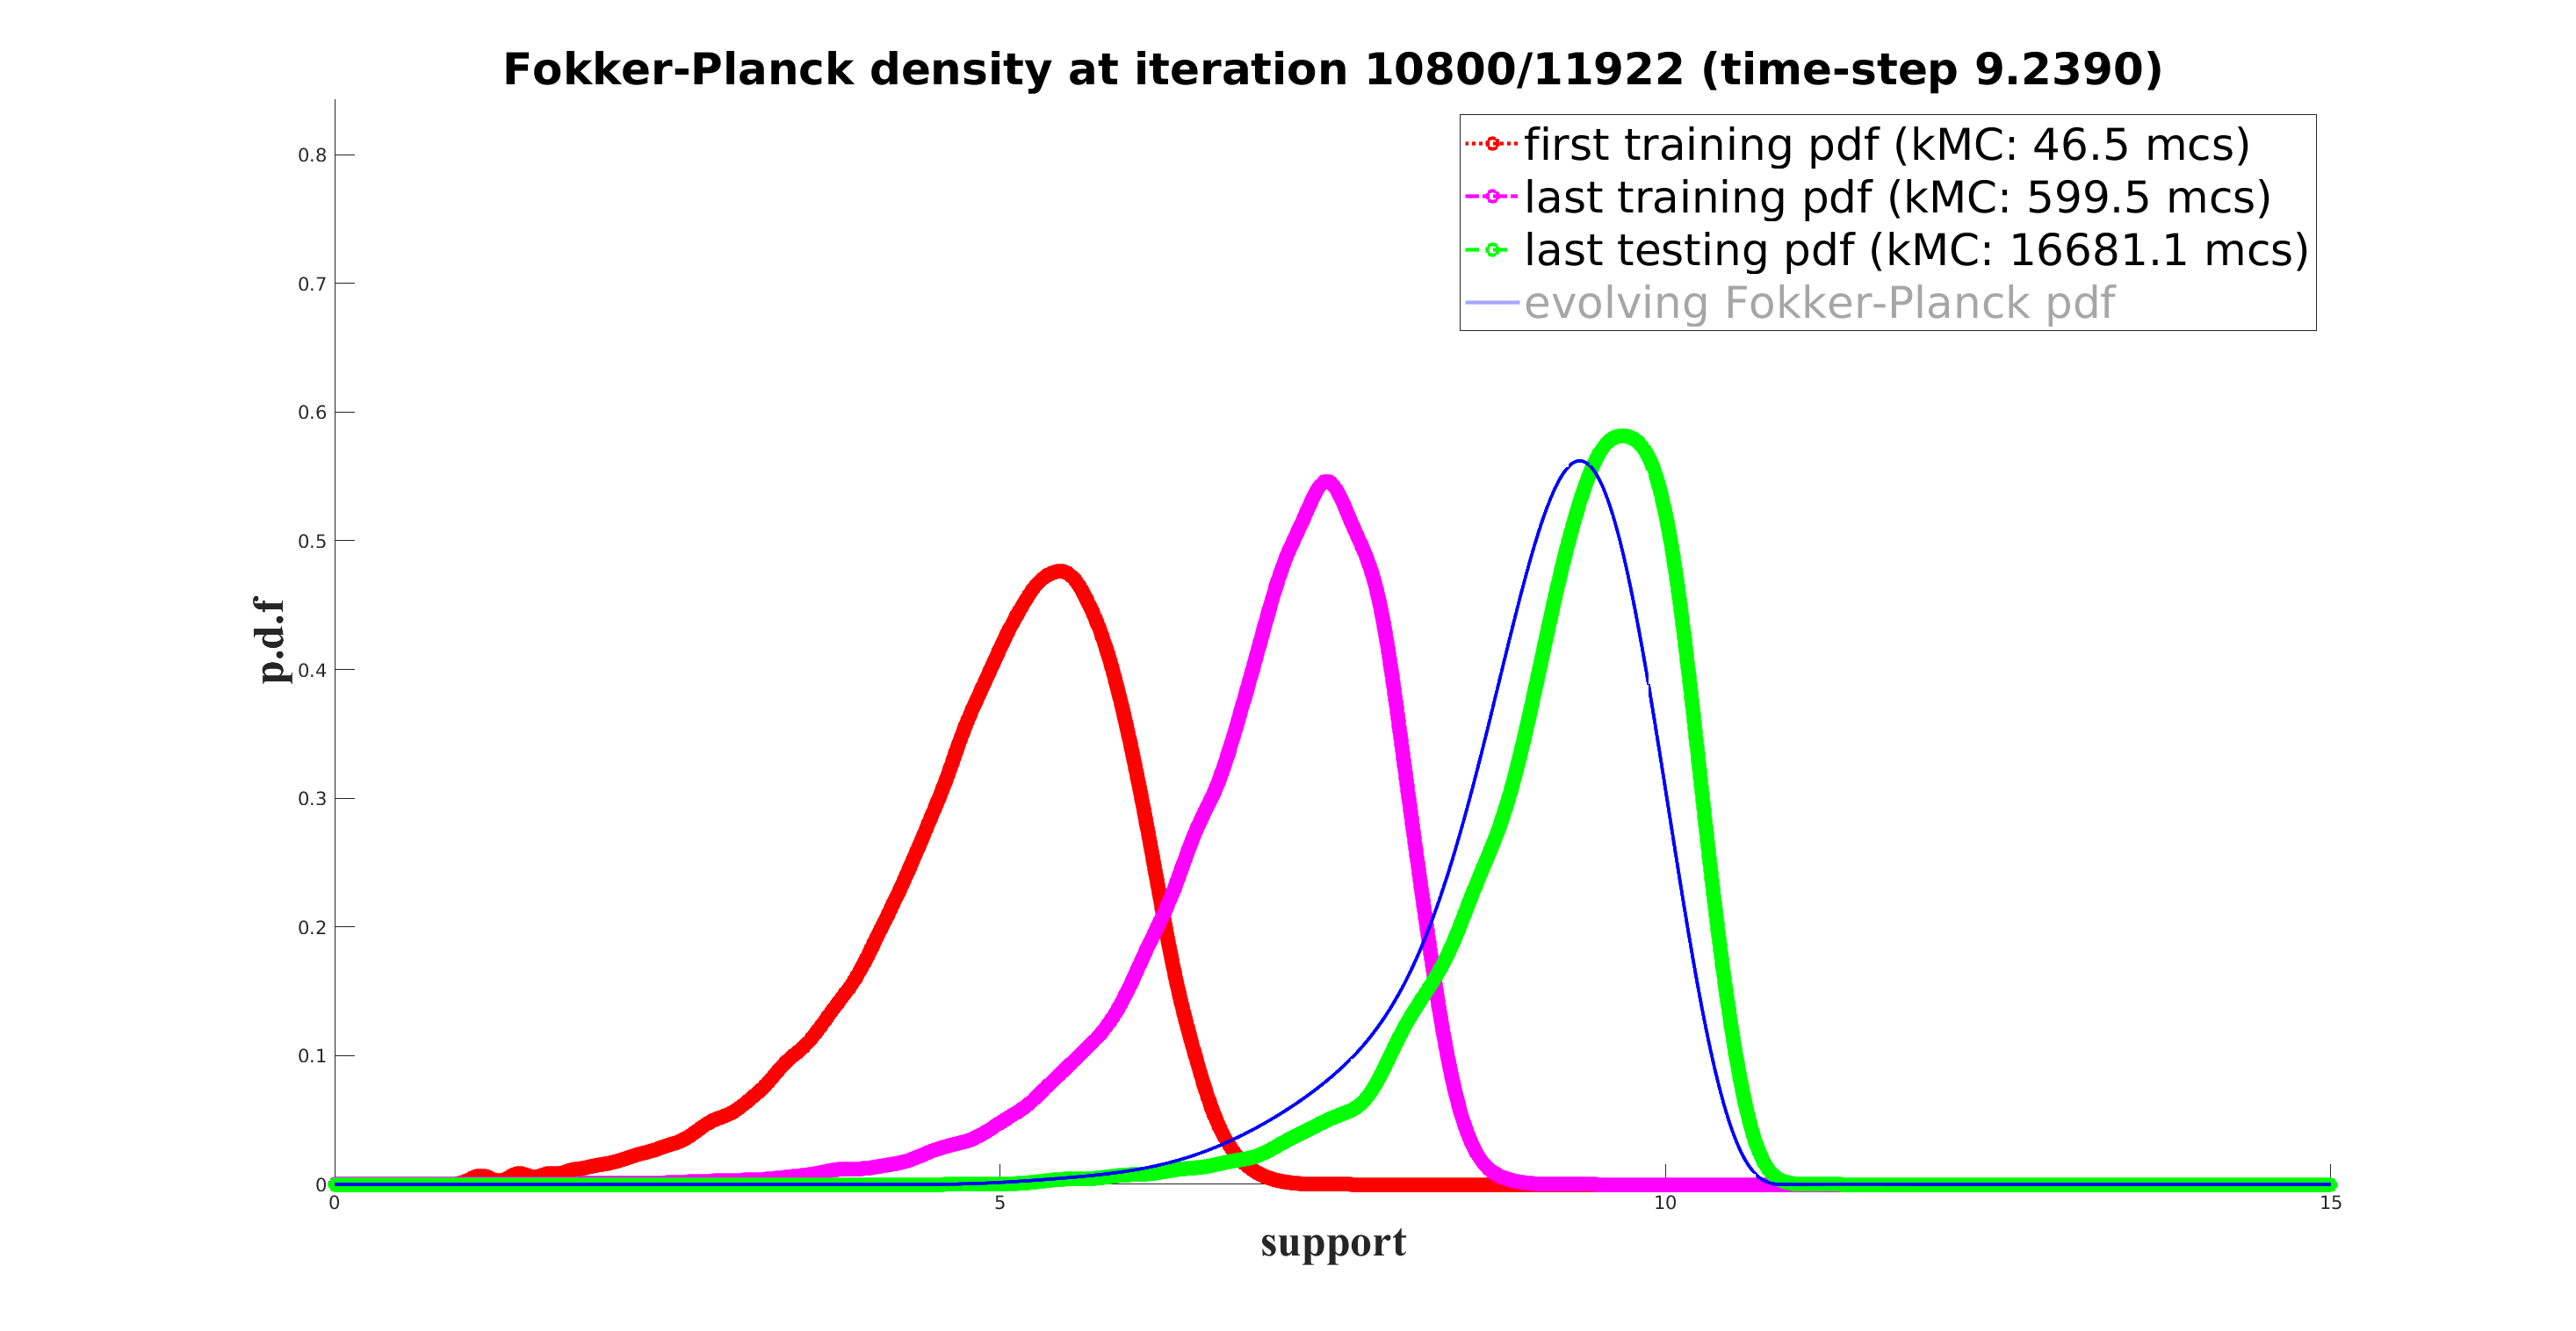 Fokker-Planck density at iteration 10800/11922 (time-step 9.2390)
first training pdf (kMC: 46.5 mcs)
last training pdf (kMC: 599.5 mcs)
last testing pdf (kMC: 16681.1 mcs)
evolving Fokker-Planck pdf
p.d.f
0.8
0.7
0.6
0.5
0.4
0.3
0.2
0.1
0
0
5
10
15
support